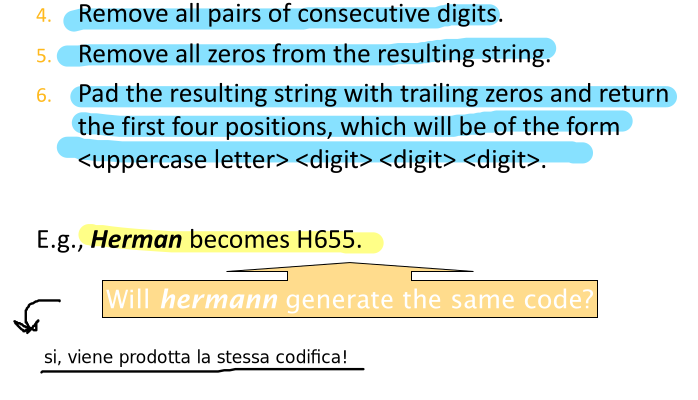 4. Remove all pairs of consecutive digits.
5. Remove all zeros from the resulting string.
6. Pad the resulting string with trailing zeros and return
the first four positions, which will be of the form
<uppercase letter> <digit> <digit> <digit>.
E.g., Herman becomes H655.
Will hermann generate the same code?
si, viene prodotta la stessa codifica!